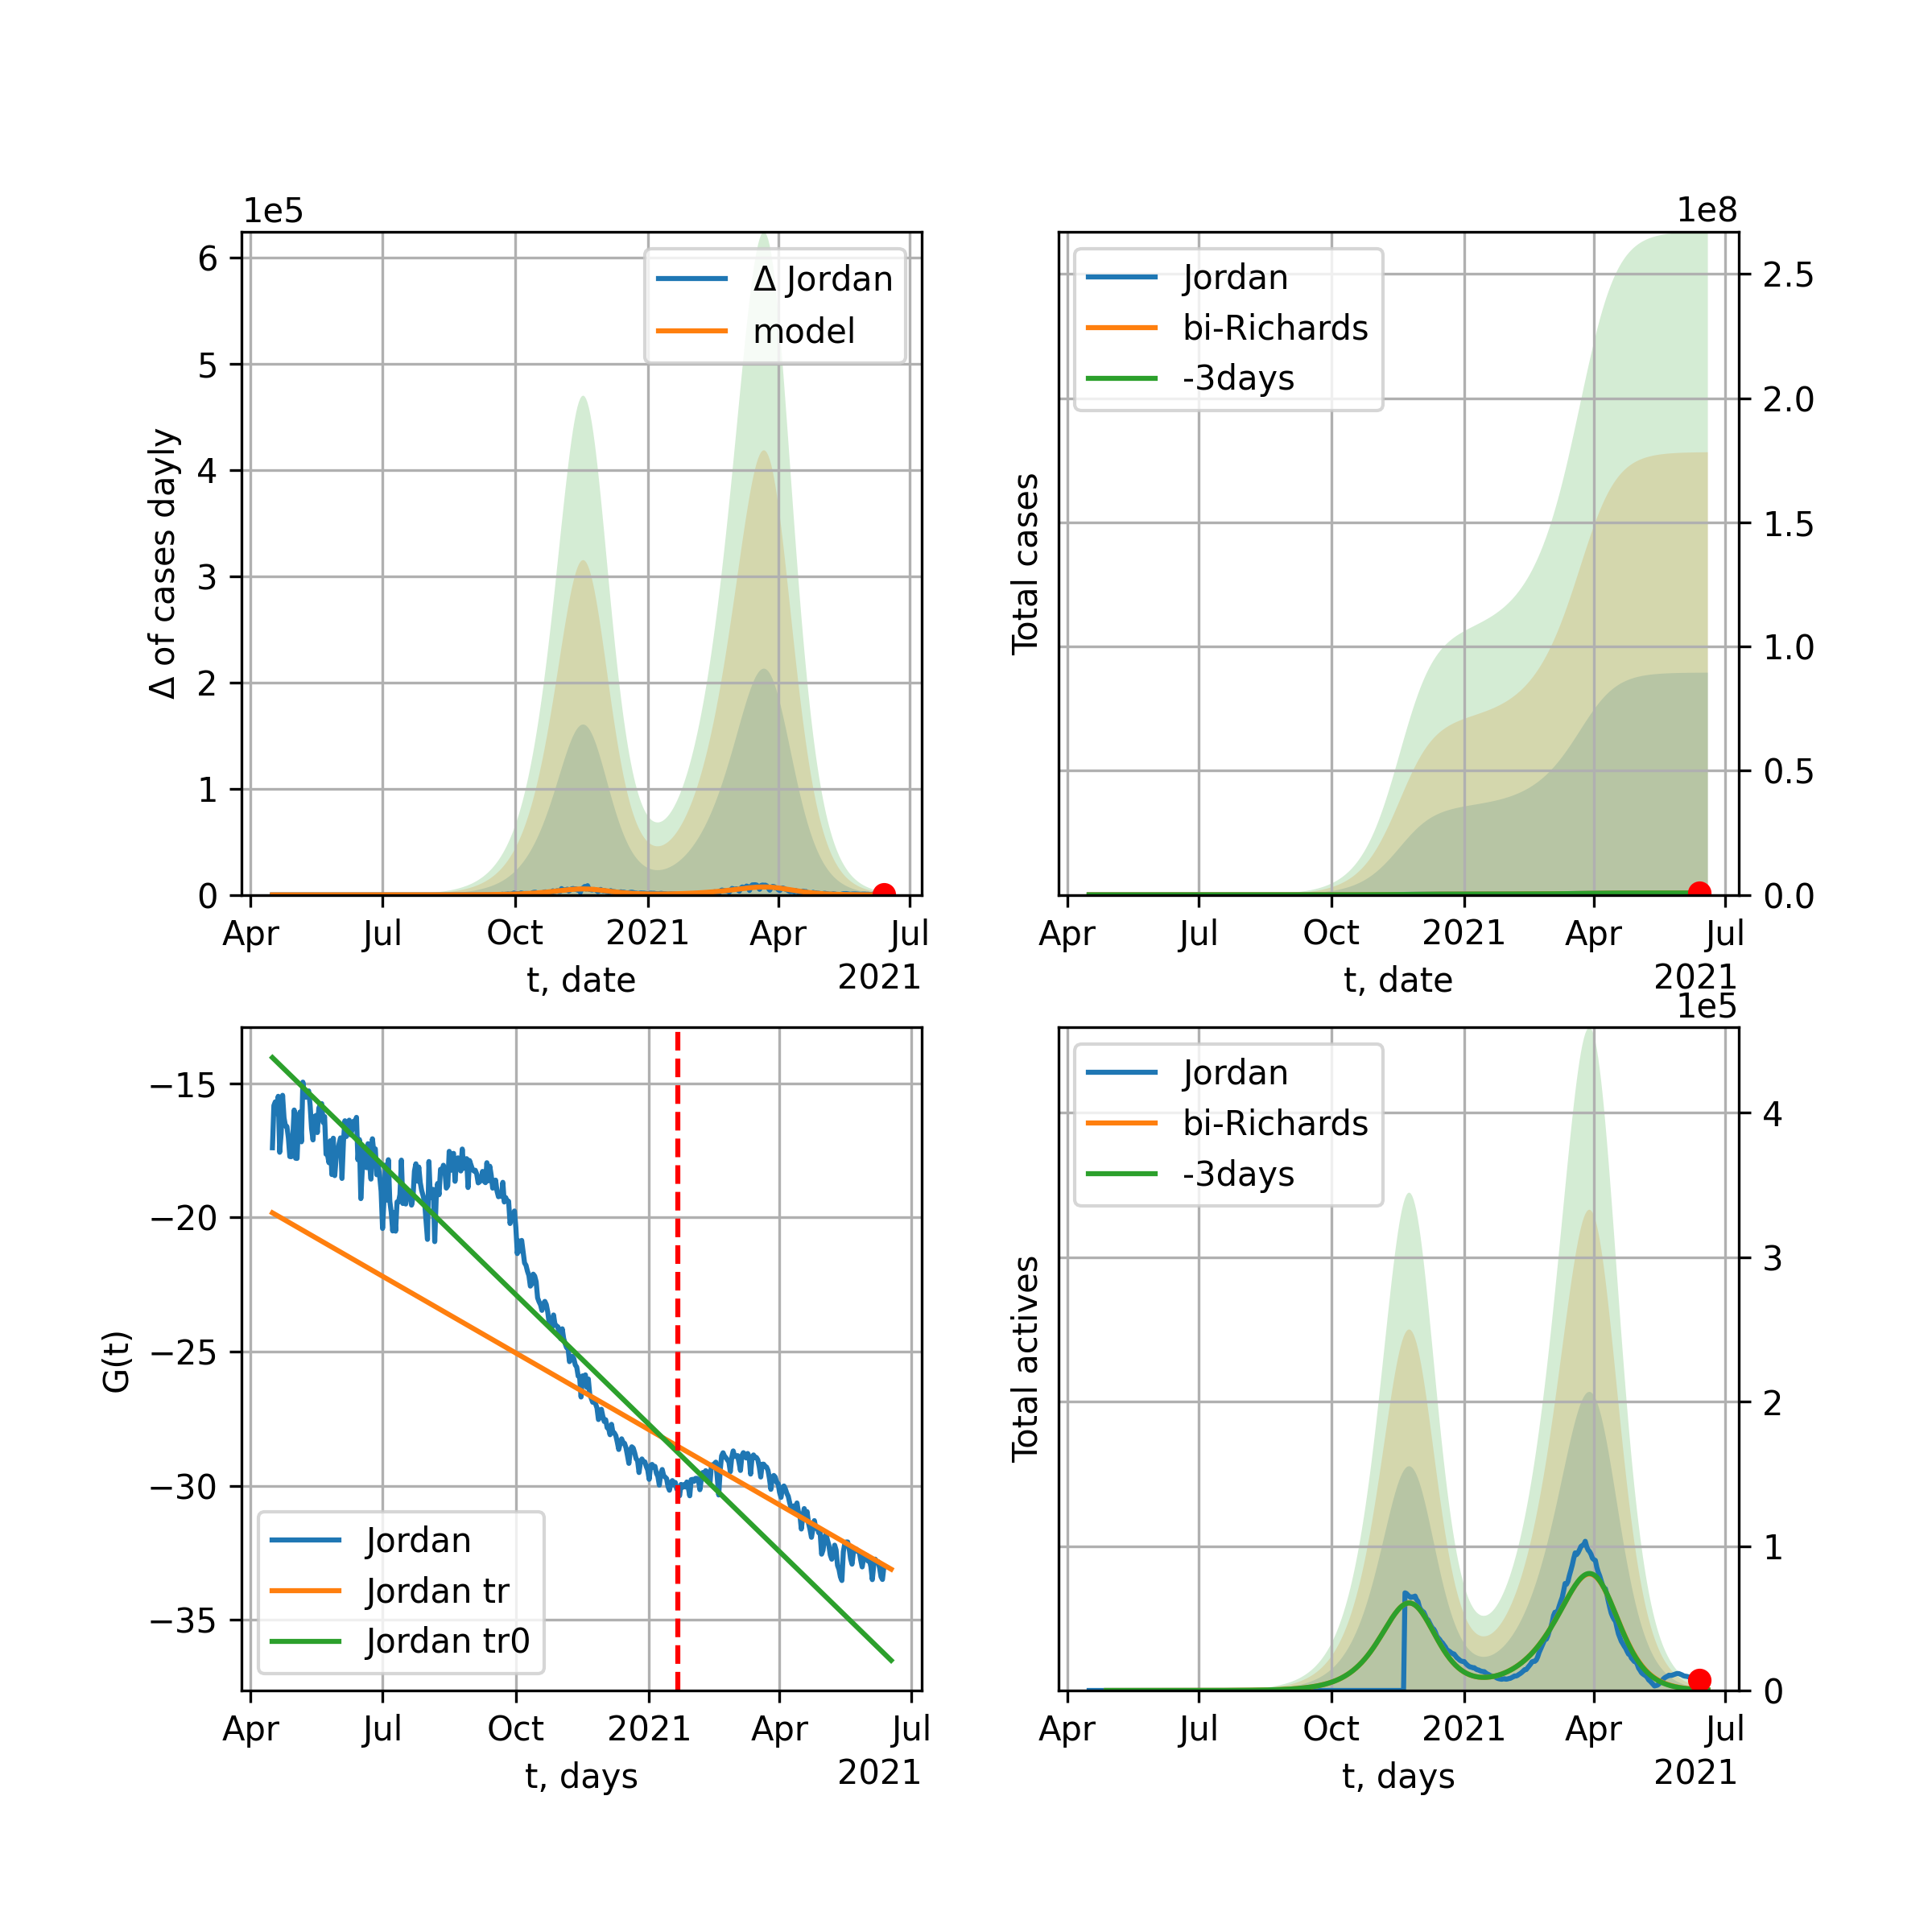 1e5
6
5
4
3
2
1
0
Δ of cases dayly
Δ Jordan
model
Apr Jul Oct 2021 Apr Jul
t, date
2021
1e8
2.5
2.0
1.5
1.0
0.5
0.0
Total cases
Jordan
bi-Richards
-3days
Apr Jul Oct 2021 Apr Jul
t, date
2021
−15
−20
−25
−30
−35
G(t)
Jordan
Jordan tr
Jordan tr0
Apr Jul Oct 2021 Apr Jul
t, days
2021
1e5
4
3
2
1
0
Total actives
Jordan
bi-Richards
-3days
Apr Jul Oct 2021 Apr Jul
t, days
2021